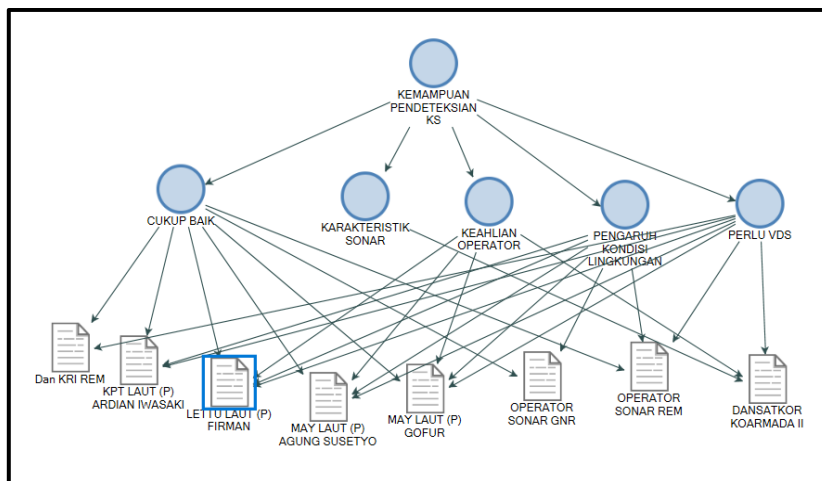 KEMAMPUAN
PENDETEKSIAN
KS
CUKUP BAIK
KARAKTERISTIK
SONAR
KEAHLIAN
OPERATOR
PENGARUH
KONDISI
LINGKUNGAN
PERLU VDS
Dan KRI REM
KPT LAUT (P)
ARDIAN IWASAKI
LETTU LAUT (P)
FIRMAN
MAY LAUT (P)
AGUNG SUSETYO
MAY LAUT (P)
GOFUR
OPERATOR
SONAR GNR
OPERATOR
SONAR REM
DANSATKOR
KOARMADA II